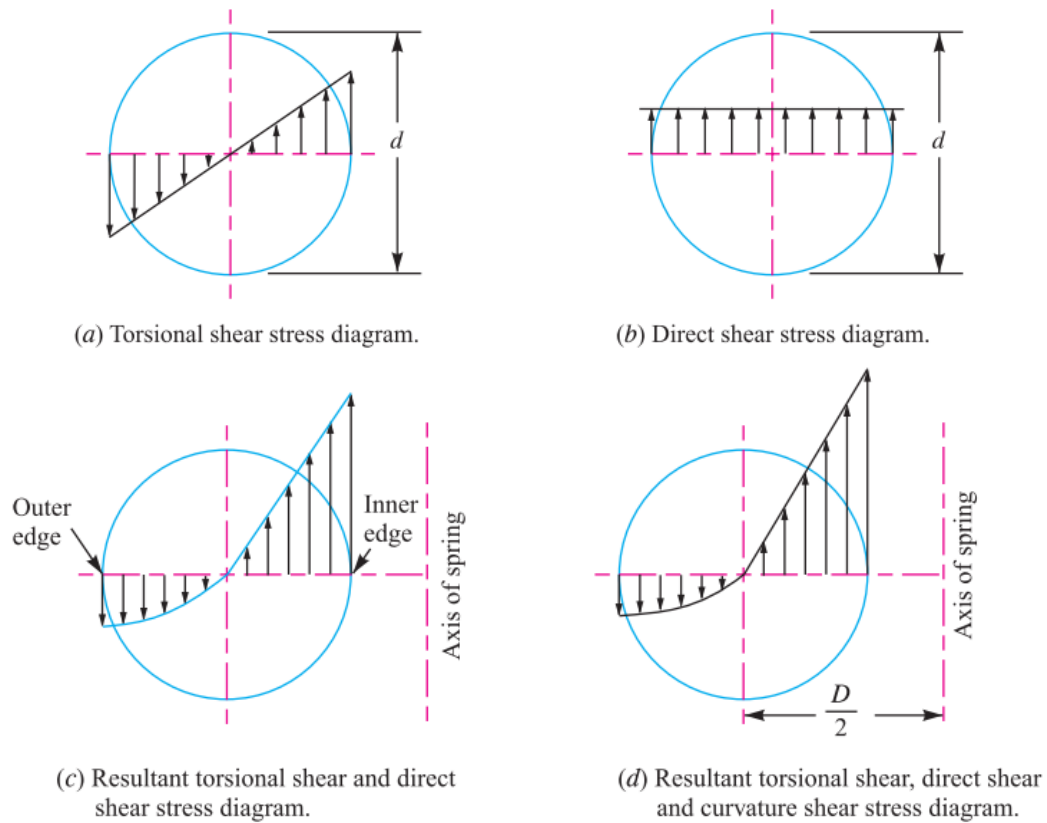 d
d
(a) Torsional shear stress diagram.
(b) Direct shear stress diagram.
Outer
edge
Inner
edge
Axis of spring
Axis of spring
D
2
(c) Resultant torsional shear and direct
shear stress diagram.
(d) Resultant torsional shear, direct shear
and curvature shear stress diagram.